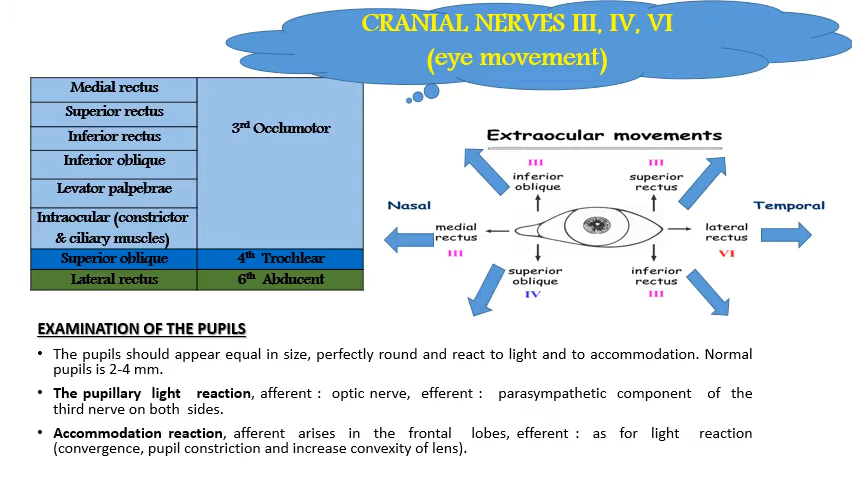 CRANIAL NERVES III, IV, VI
(eye movement)
Medial rectus
Superior rectus
Inferior rectus
Inferior oblique
Levator palpebrae
Intraocular (constrictor
& ciliary muscles)
3rd Occlumotor
Superior oblique
4th Trochlear
Lateral rectus
6th Abducent
Extraocular movements
III
inferior
oblique
III
superior
rectus
Nasal
Temporal
medial
rectus
III
lateral
rectus
VI
superior
oblique
IV
inferior
rectus
III
EXAMINATION OF THE PUPILS
• The pupils should appear equal in size, perfectly round and react to light and to accommodation. Normal
pupils is 2-4 mm.
• The pupillary light reaction, afferent : optic nerve, efferent : parasympathetic component of the
third nerve on both sides.
• Accommodation reaction, afferent arises in the frontal lobes, efferent : as for light reaction
(convergence, pupil constriction and increase convexity of lens).